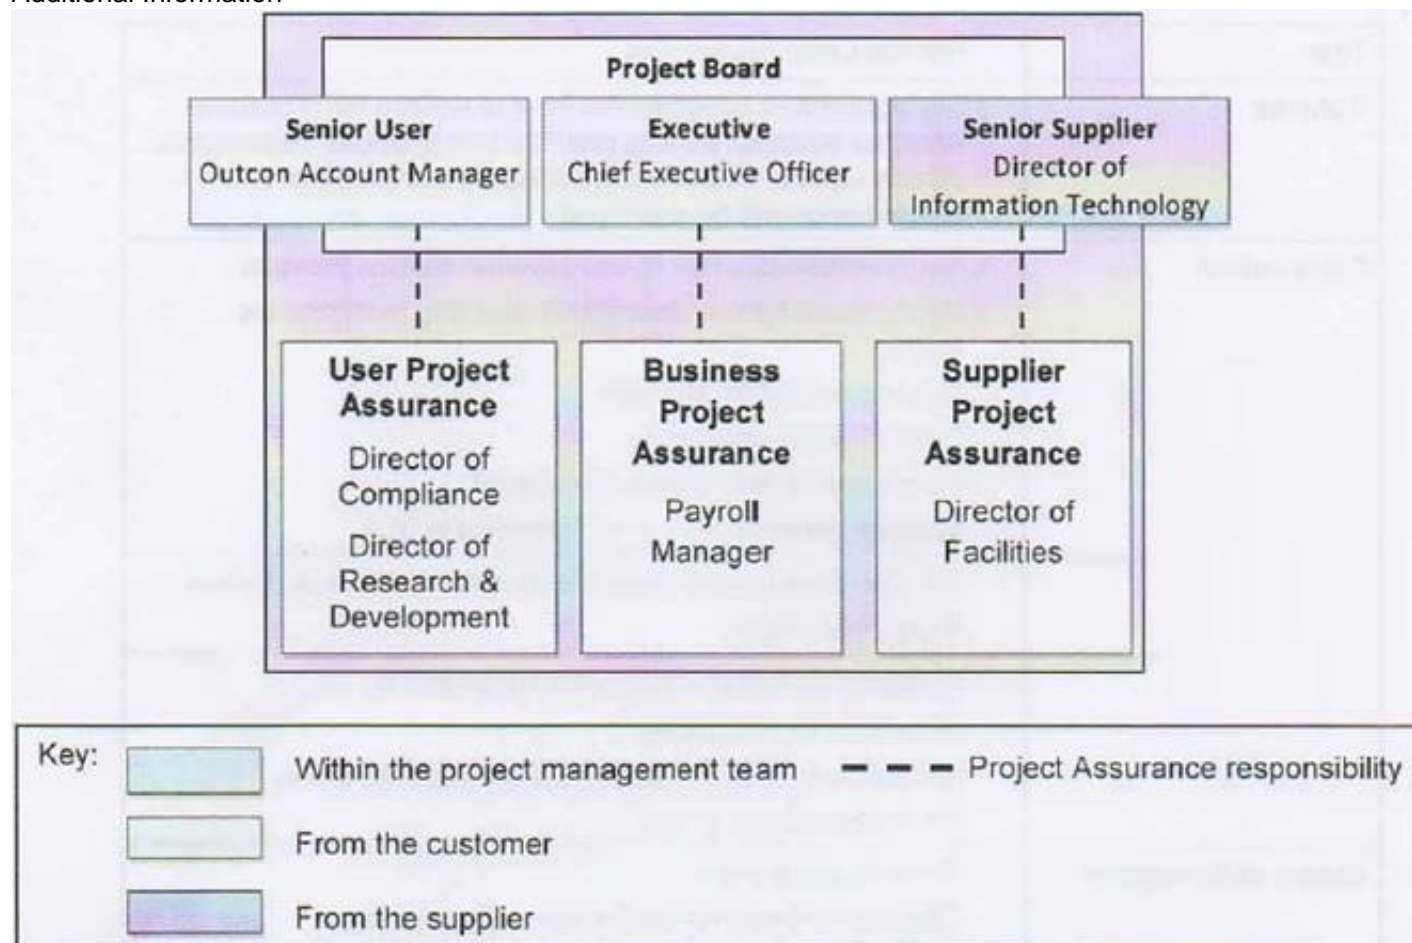 Additional Information
Project Board
Senior User
Outcon Account Manager
Executive
Chief Executive Officer
Senior Supplier
Director of
Information Technology
User Project
Assurance
Director of
Compliance
Director of
Research &
Development
Business
Project
Assurance
Payroll
Manager
Supplier
Project
Assurance
Director of
Facilities
Key:
Within the project management team
Project Assurance responsibility
From the customer
From the supplier